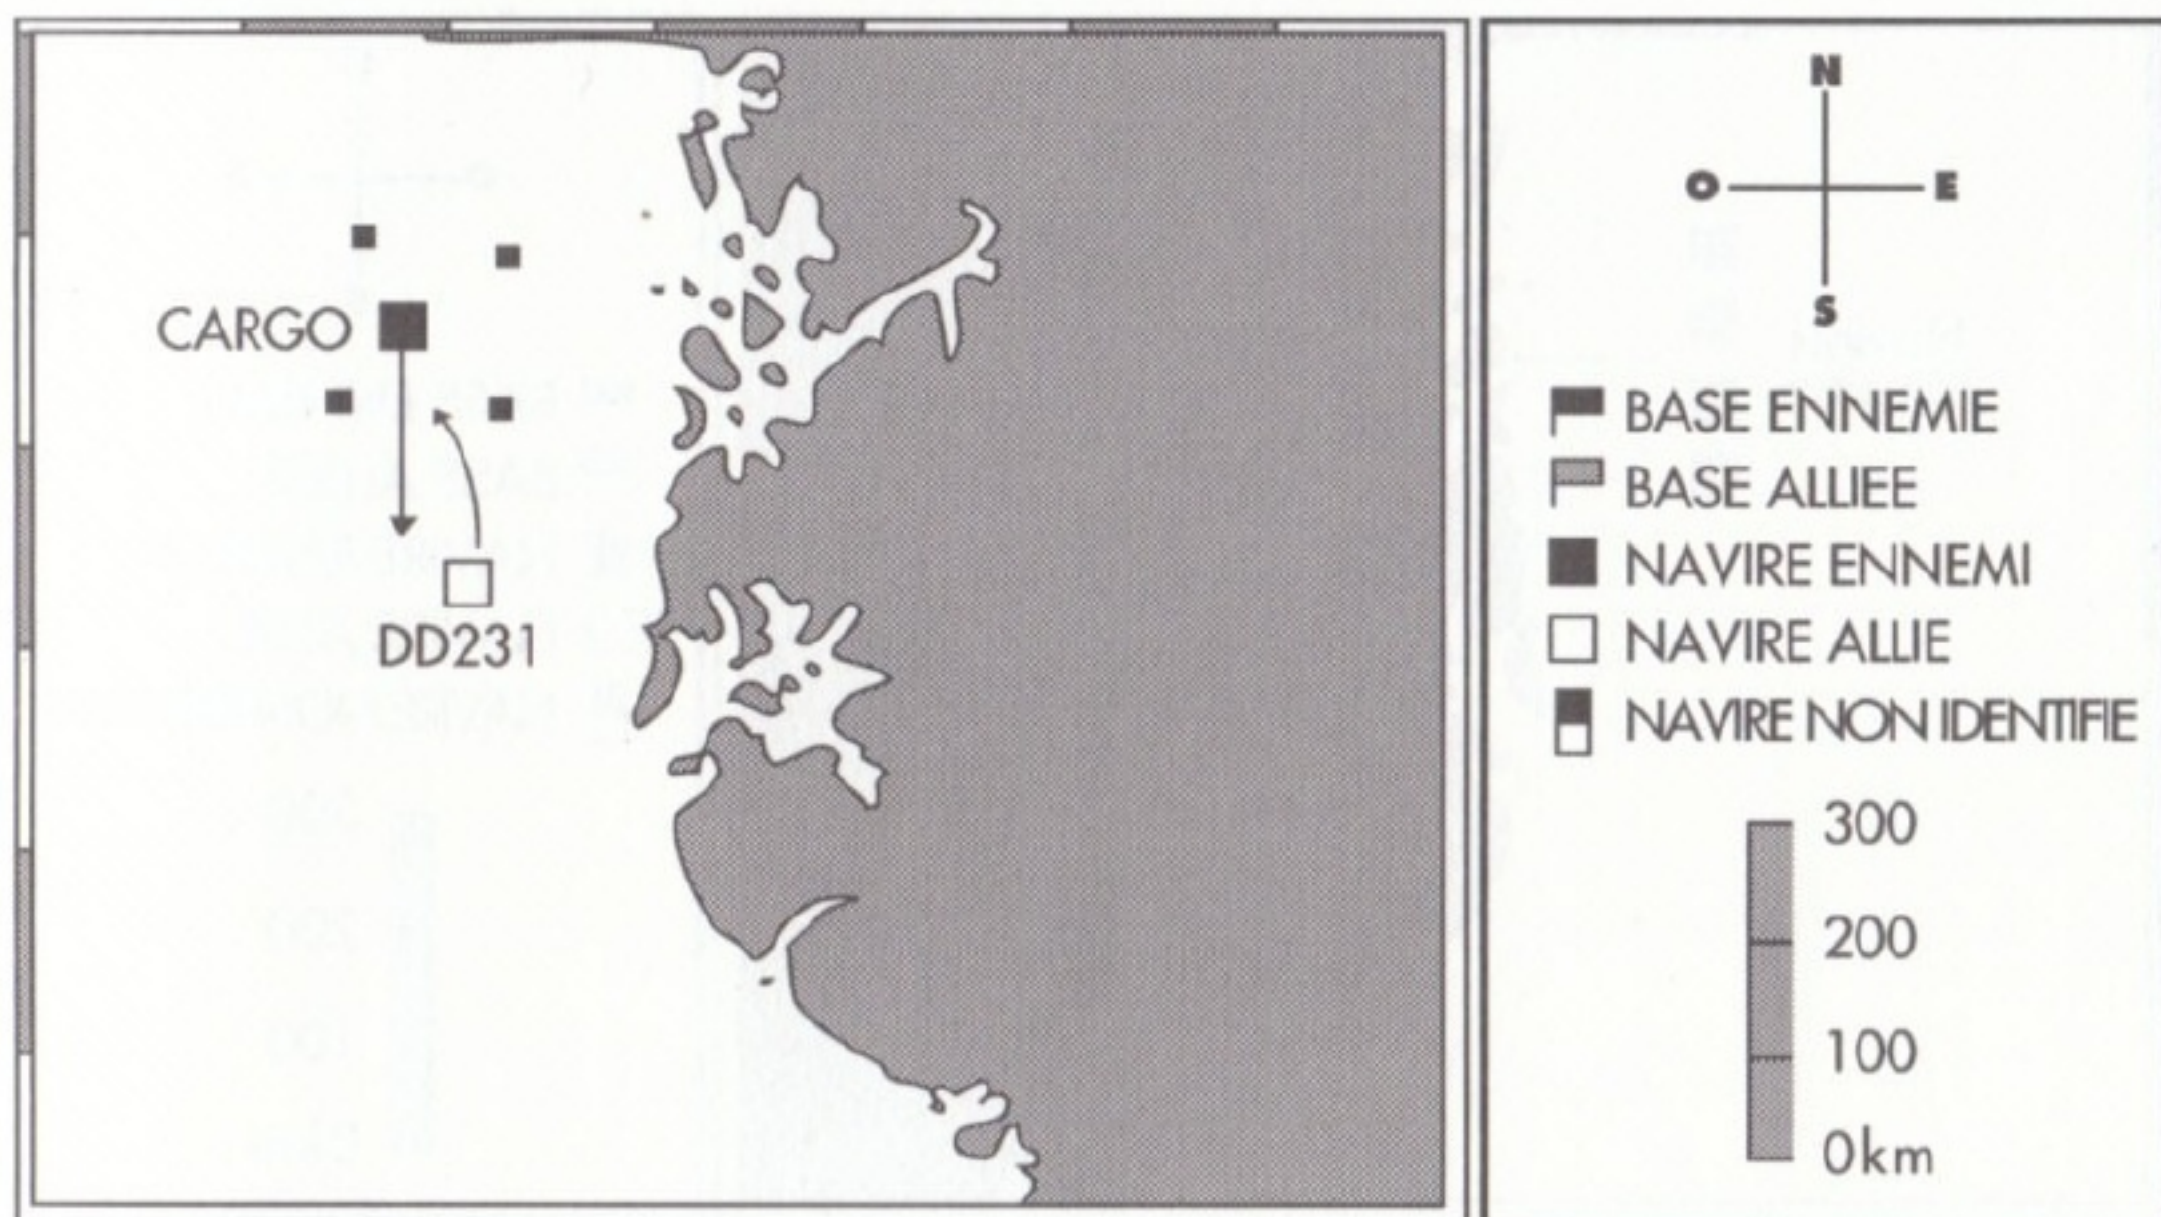 CARGO
DD231
N
O E
S
BASE ENNEMIE
BASE ALLIEE
NAVIRE ENNEMI
NAVIRE ALLIE
NAVIRE NON IDENTIFIE
300
200
100
0km